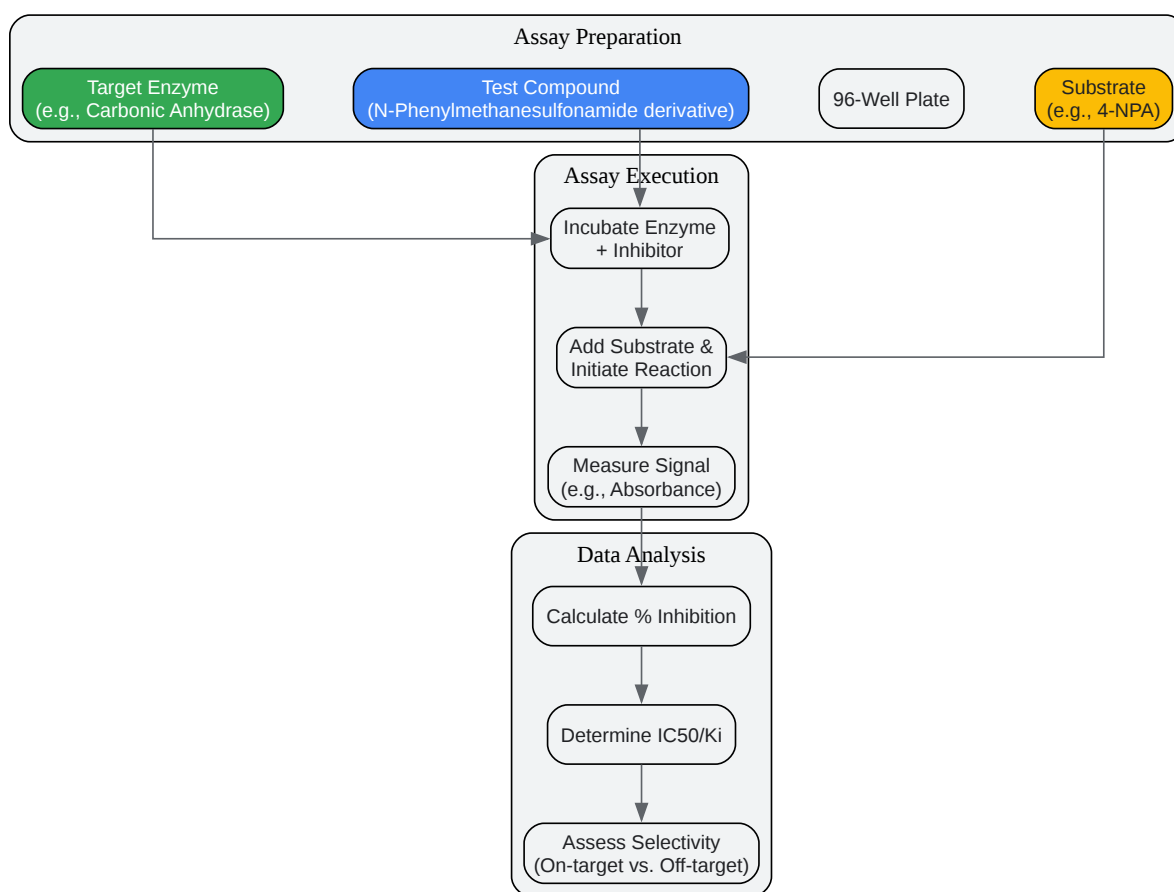 Assay Preparation
Target Enzyme
(e.g., Carbonic Anhydrase)
Test Compound
(N-Phenylmethanesulfonamide derivative)
96-Well Plate
Substrate
(e.g., 4-NPA)
Assay Execution
Incubate Enzyme
+ Inhibitor
Add Substrate &
Initiate Reaction
Measure Signal
(e.g., Absorbance)
Data Analysis
Calculate % Inhibition
Determine IC50/Ki
Assess Selectivity
(On-target vs. Off-target)